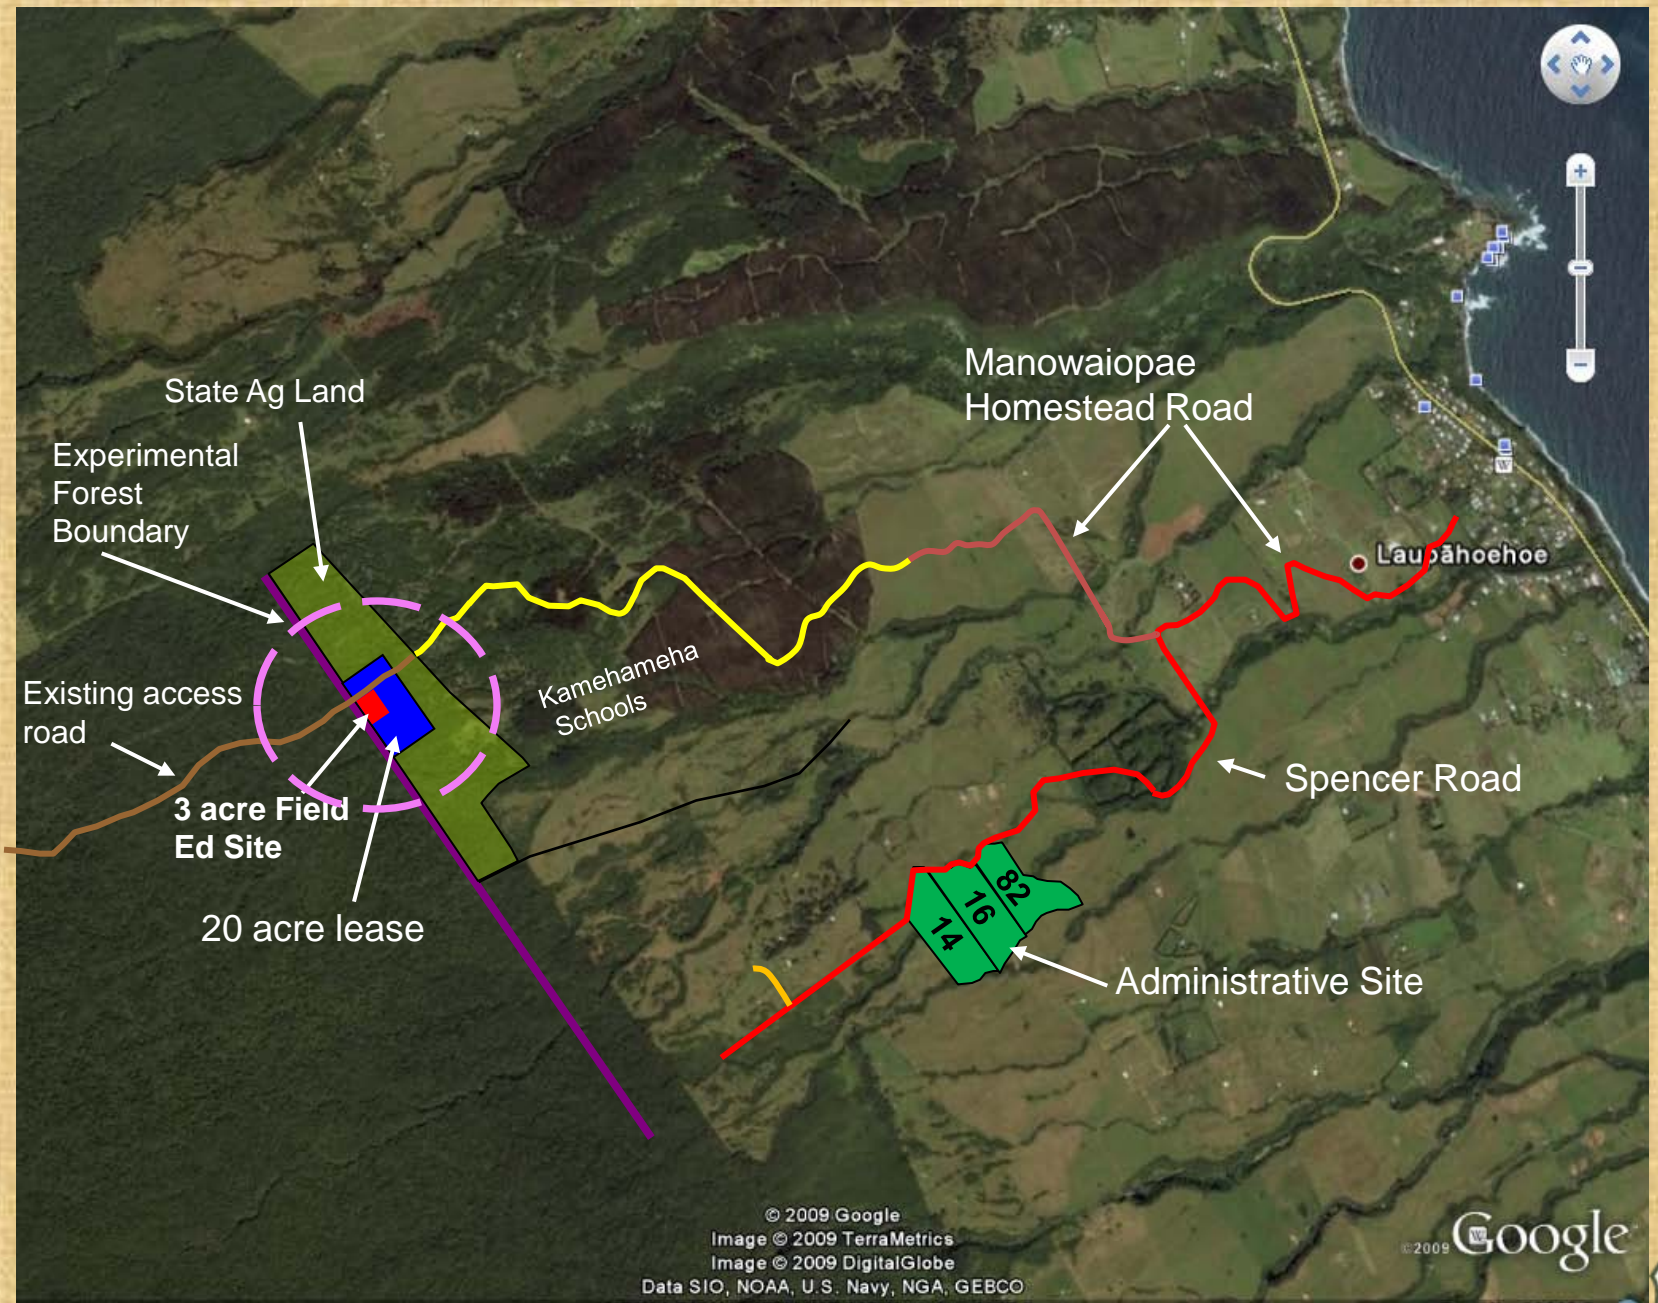 Manowaiopae
Homestead Road
State Ag Land
Experimental
Forest
Boundary
W
Laupāhoehoe
Kamehameha
Schools
Existing access
road
Spencer Road
3 acre Field
Ed Site
82
16
14
20 acre lease
Administrative Site
© 2009 Google
Image © 2009 TerraMetrics
Image © 2009 DigitalGlobe
Data SIO, NOAA, U.S. Navy, NGA, GEBCO
©2009 Google
W